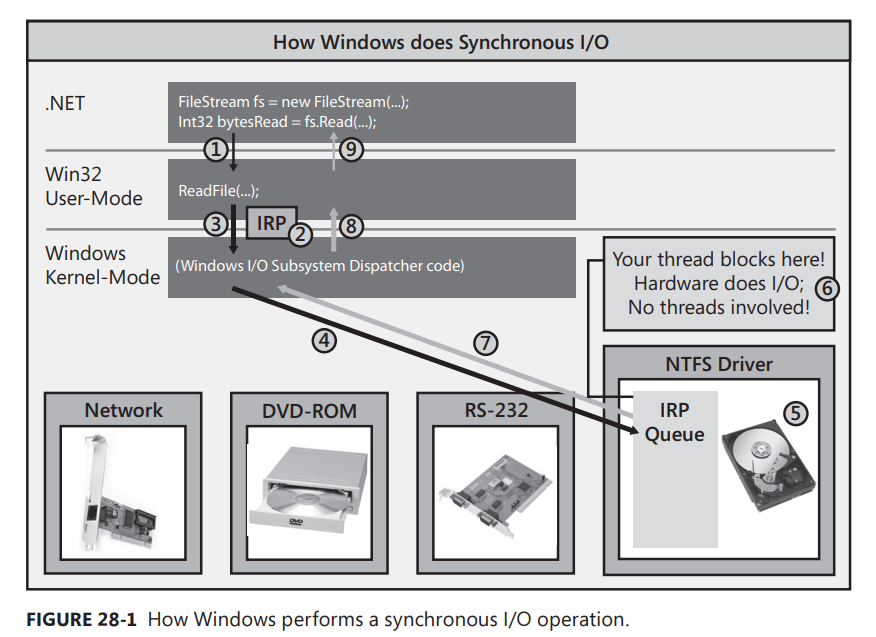 How Windows does Synchronous I/O
.NET
FileStream fs = new FileStream(...);
Int32 bytesRead = fs.Read(...);
1
9
Win32
User-Mode
ReadFile(...);
3
IRP
2
8
Windows
Kernel-Mode
(Windows I/O Subsystem Dispatcher code)
Your thread blocks here!
Hardware does I/O;
No threads involved!
6
4
7
NTFS Driver
IRP
Queue
5
Network
DVD-ROM
RS-232
DVD
FIGURE 28-1 How Windows performs a synchronous I/O operation.